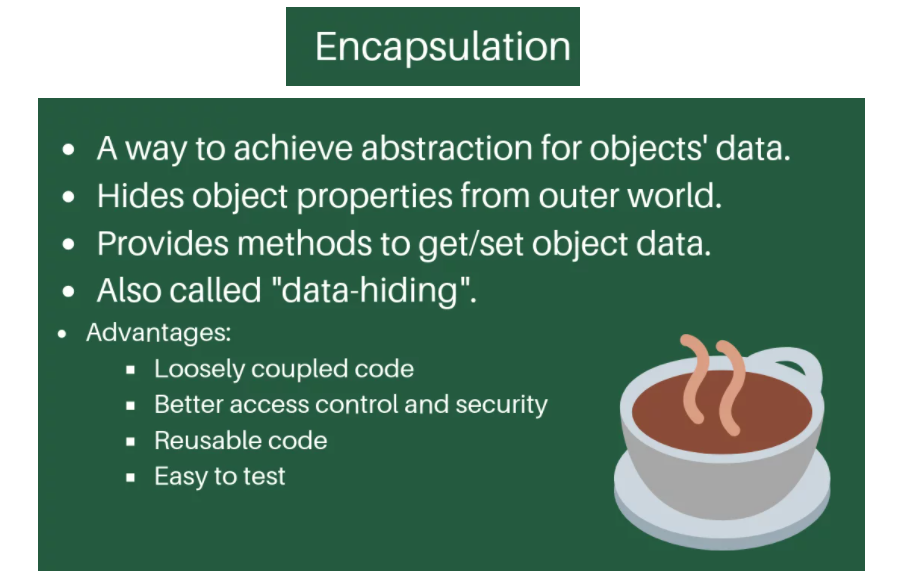 Encapsulation
A way to achieve abstraction for objects' data.
Hides object properties from outer world.
Provides methods to get/set object data.
Also called "data-hiding".
Advantages:
Loosely coupled code
Better access control and security
Reusable code
Easy to test